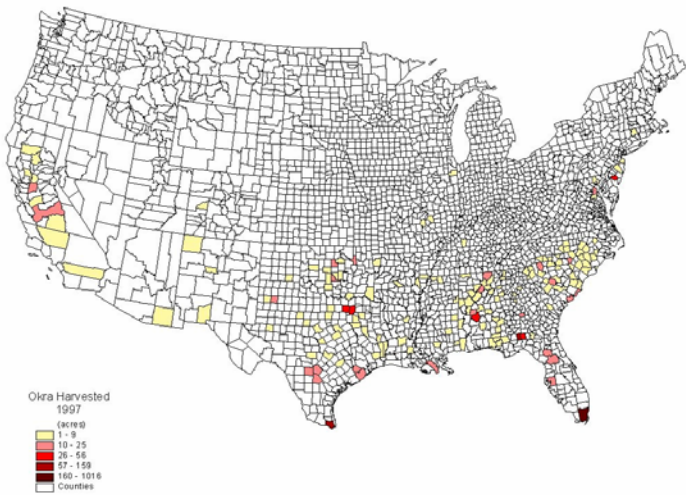 Okra Harvested
1997
(acres)
1 - 9
10 - 25
26 - 56
57 - 159
160 - 1016
Counties